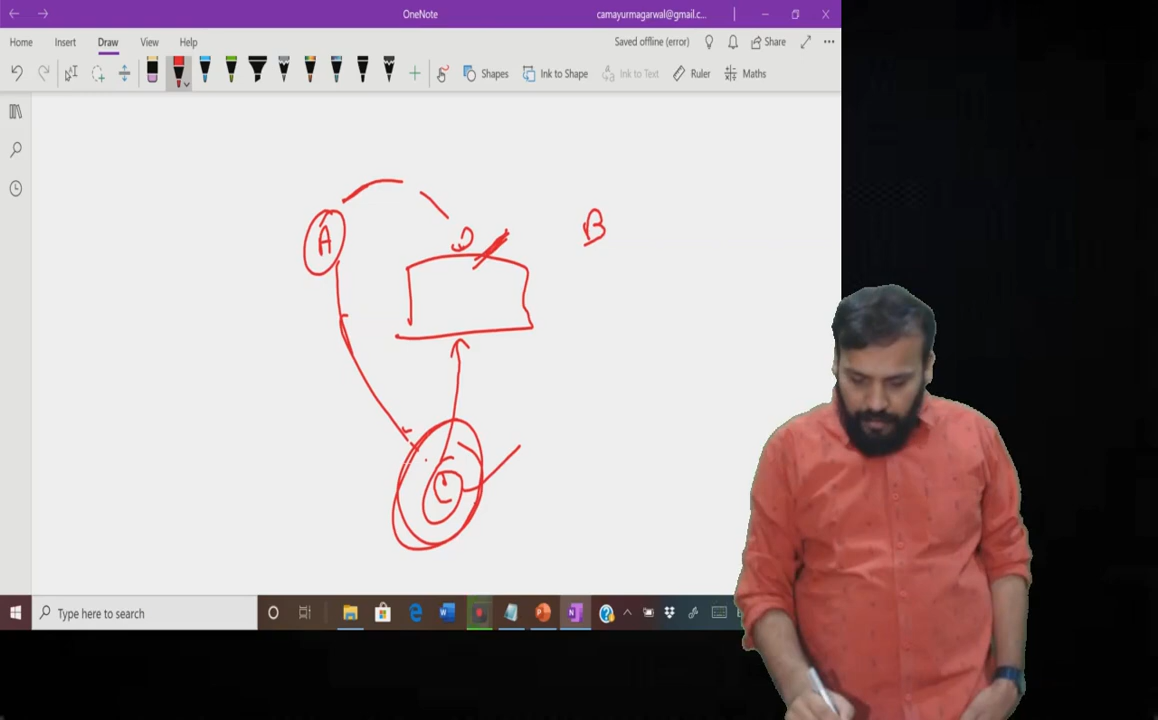 OneNote
camayurmagarwal@gmail.c...
Home Insert Draw View Help
Saved offline (error)
Share
Shapes
Ink to Shape
Ink to Text
Ruler
Maths
A
B
C
Type here to search